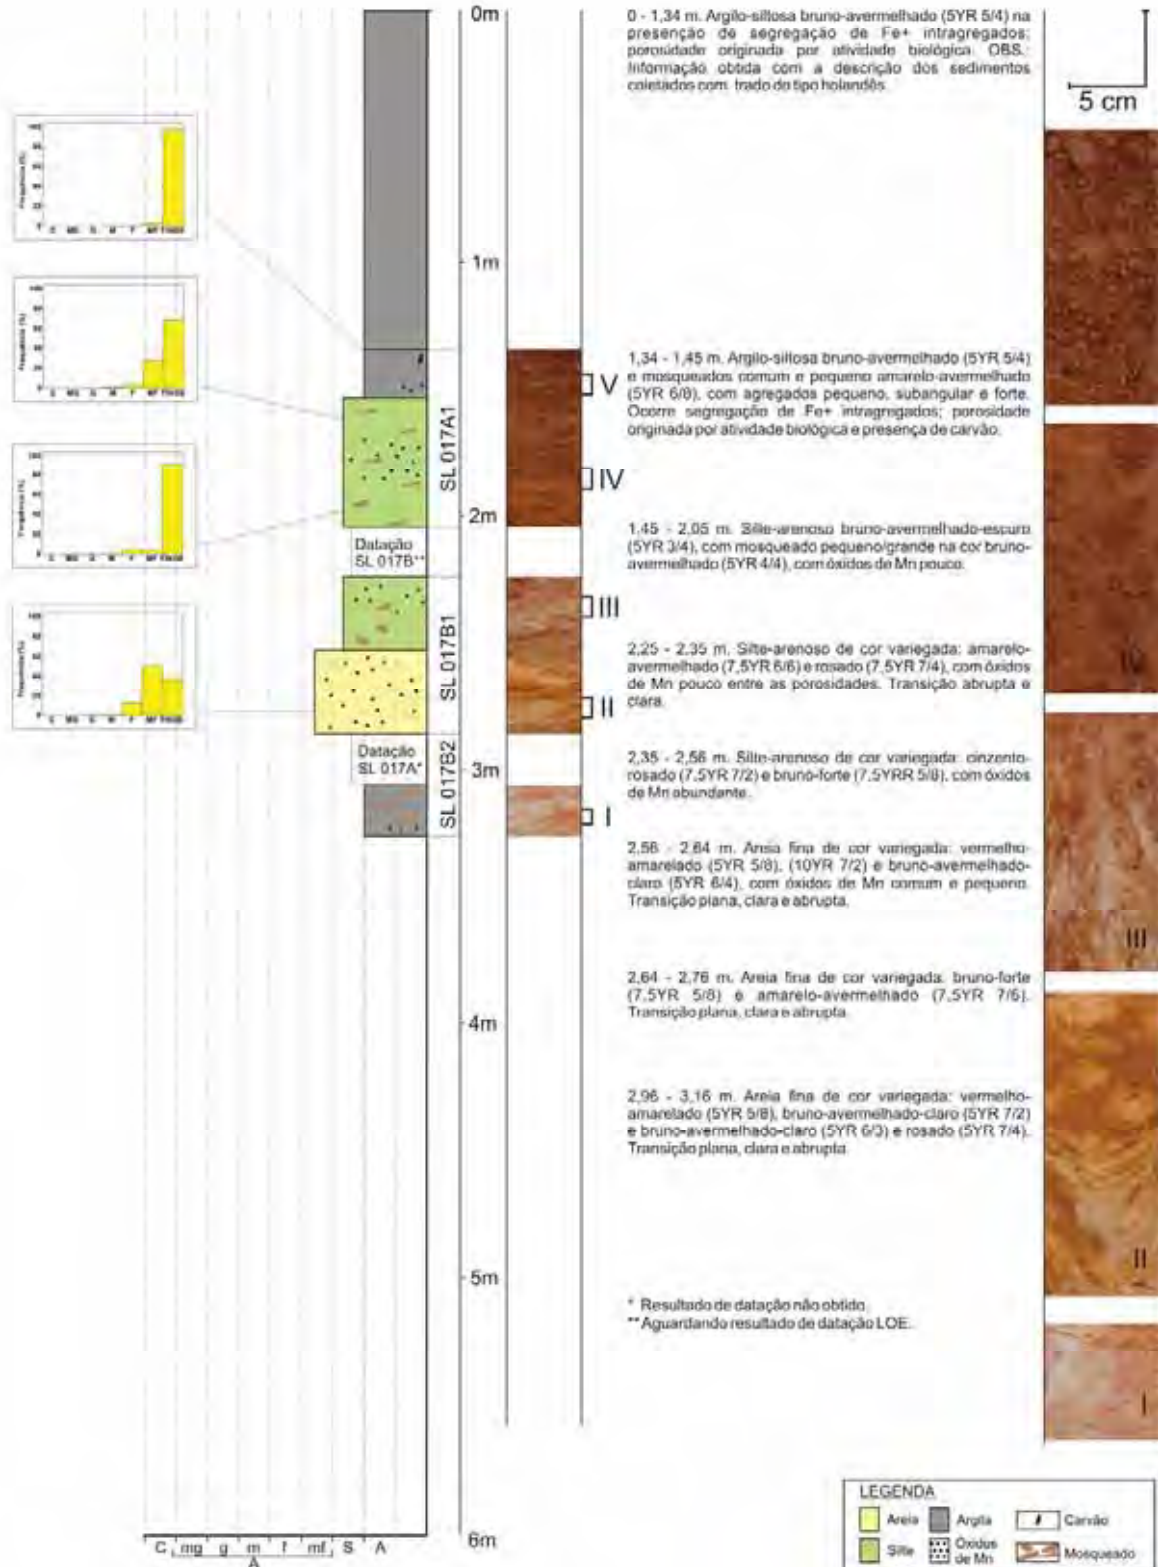 0m
0 - 1,34 m. Argilo-siltosa bruno-avermelhado (5YR 5/4) na
presenção de segregação de Fe+ intragregados;
porosidade originada por atividade biológica. OBS.:
Informação obtida com a descrição dos sedimentos
coletados com trado do tipo holandês.
5 cm
Frequência (%)
1m
Frequência (%)
1,34 - 1,45 m. Argilo-siltosa bruno-avermelhado (5YR 5/4)
e mosqueados comum e pequeno amarelo-avermelhado
(5YR 6/8), com agregados pequeno, subangular e forte.
Ocorre segregação de Fe+ intragregados; porosidade
originada por atividade biológica e presença de carvão.
V
V
SL 017A1
IV
Frequência (%)
2m
1,45 - 2,05 m. Silte-arenoso bruno-avermelhado-escuro
(5YR 3/4), com mosqueado pequeno/grande na cor bruno-
avermelhado (5YR 4/4), com óxidos de Mn pouco.
Datação
SL 017B**
III
SL 017B1
2,25 - 2,35 m. Silte-arenoso de cor variegada: amarelo-
avermelhado (7,5YR 6/6) e rosado (7,5YR 7/4), com óxidos
de Mn pouco entre as porosidades. Transição abrupta e
clara.
IV
Frequência (%)
II
Datação
SL 017A*
SL 017B2
3m
2,35 - 2,56 m. Silte-arenoso de cor variegada: cinzento-
rosado (7,5YR 7/2) e bruno-forte (7,5YRR 5/8), com óxidos
de Mn abundante.
I
2,56 - 2,64 m. Areia fina de cor variegada: vermelho-
amarelado (5YR 5/8), (10YR 7/2) e bruno-avermelhado-
claro (5YR 6/4), com óxidos de Mn comum e pequeno.
Transição plana, clara e abrupta.
III
2,64 - 2,76 m. Areia fina de cor variegada: bruno-forte
(7,5YR 5/8) e amarelo-avermelhado (7,5YR 7/6).
Transição plana, clara e abrupta.
4m
2,96 - 3,16 m. Areia fina de cor variegada: vermelho-
amarelado (5YR 5/8), bruno-avermelhado-claro (5YR 7/2)
e bruno-avermelhado-claro (5YR 6/3) e rosado (5YR 7/4).
Transição plana, clara e abrupta.
II
5m
* Resultado de datação não obtido.
** Aguardando resultado de datação LOE.
I
6m
C mg g m f mf S A
A
LEGENDA
Areia Argila Carvão
Silte Óxidos de Mn Mosqueado